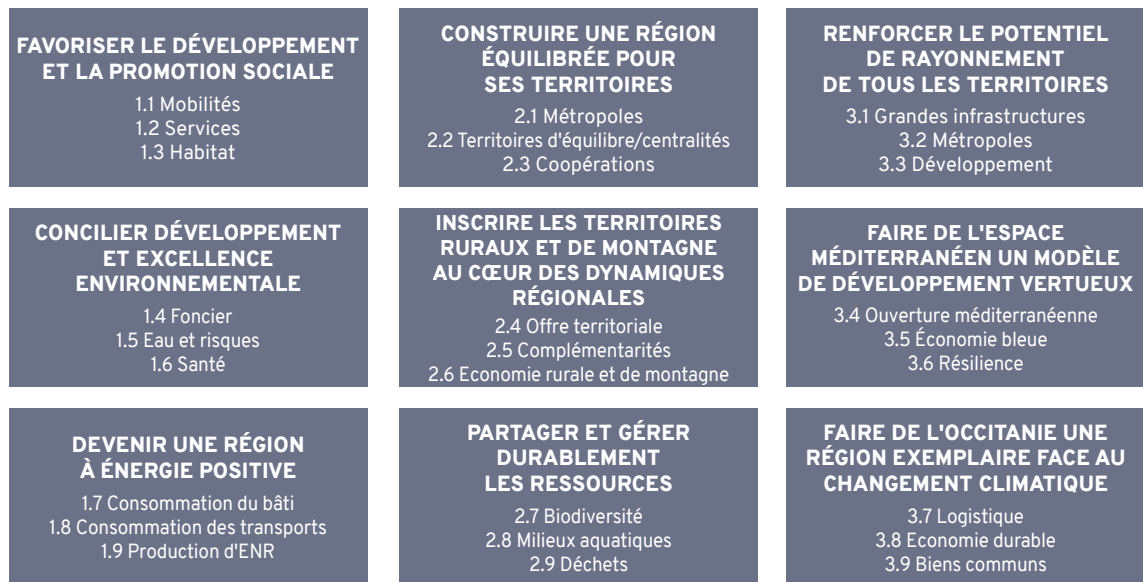 FAVORISER LE DÉVELOPPEMENT
ET LA PROMOTION SOCIALE
1.1 Mobilités
1.2 Services
1.3 Habitat
CONSTRUIRE UNE RÉGION
ÉQUILIBRÉE POUR
SES TERRITOIRES
2.1 Métropoles
2.2 Territoires d'équilibre/centralités
2.3 Coopérations
RENFORCER LE POTENTIEL
DE RAYONNEMENT
DE TOUS LES TERRITOIRES
3.1 Grandes infrastructures
3.2 Métropoles
3.3 Développement
CONCILIER DÉVELOPPEMENT
ET EXCELLENCE
ENVIRONNEMENTALE
1.4 Foncier
1.5 Eau et risques
1.6 Santé
INSCRIRE LES TERRITOIRES
RURAUX ET DE MONTAGNE
AU CŒUR DES DYNAMIQUES
RÉGIONALES
2.4 Offre territoriale
2.5 Complémentarités
2.6 Economie rurale et de montagne
FAIRE DE L'ESPACE
MÉDITERRANÉEN UN MODÈLE
DE DÉVELOPPEMENT VERTUEUX
3.4 Ouverture méditerranéenne
3.5 Économie bleue
3.6 Résilience
DEVENIR UNE RÉGION
À ÉNERGIE POSITIVE
1.7 Consommation du bâti
1.8 Consommation des transports
1.9 Production d'ENR
PARTAGER ET GÉRER
DURABLEMENT
LES RESSOURCES
2.7 Biodiversité
2.8 Milieux aquatiques
2.9 Déchets
FAIRE DE L'OCCITANIE UNE
RÉGION EXEMPLAIRE FACE AU
CHANGEMENT CLIMATIQUE
3.7 Logistique
3.8 Economie durable
3.9 Biens communs